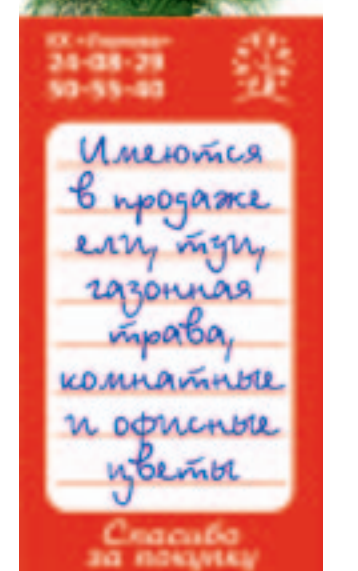 24-08-29
50-55-40
Имеются
в продаже
ели, туи,
газонная
трава,
комнатные
и офисные
цветы
Спасибо
за покупку